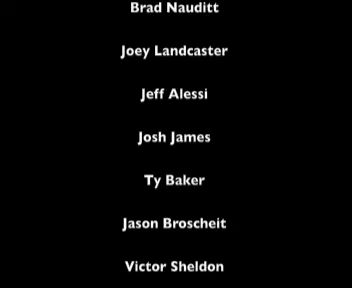 Brad Nauditt
Joey Landcaster
Jeff Alessi
Josh James
Ty Baker
Jason Broscheit
Victor Sheldon